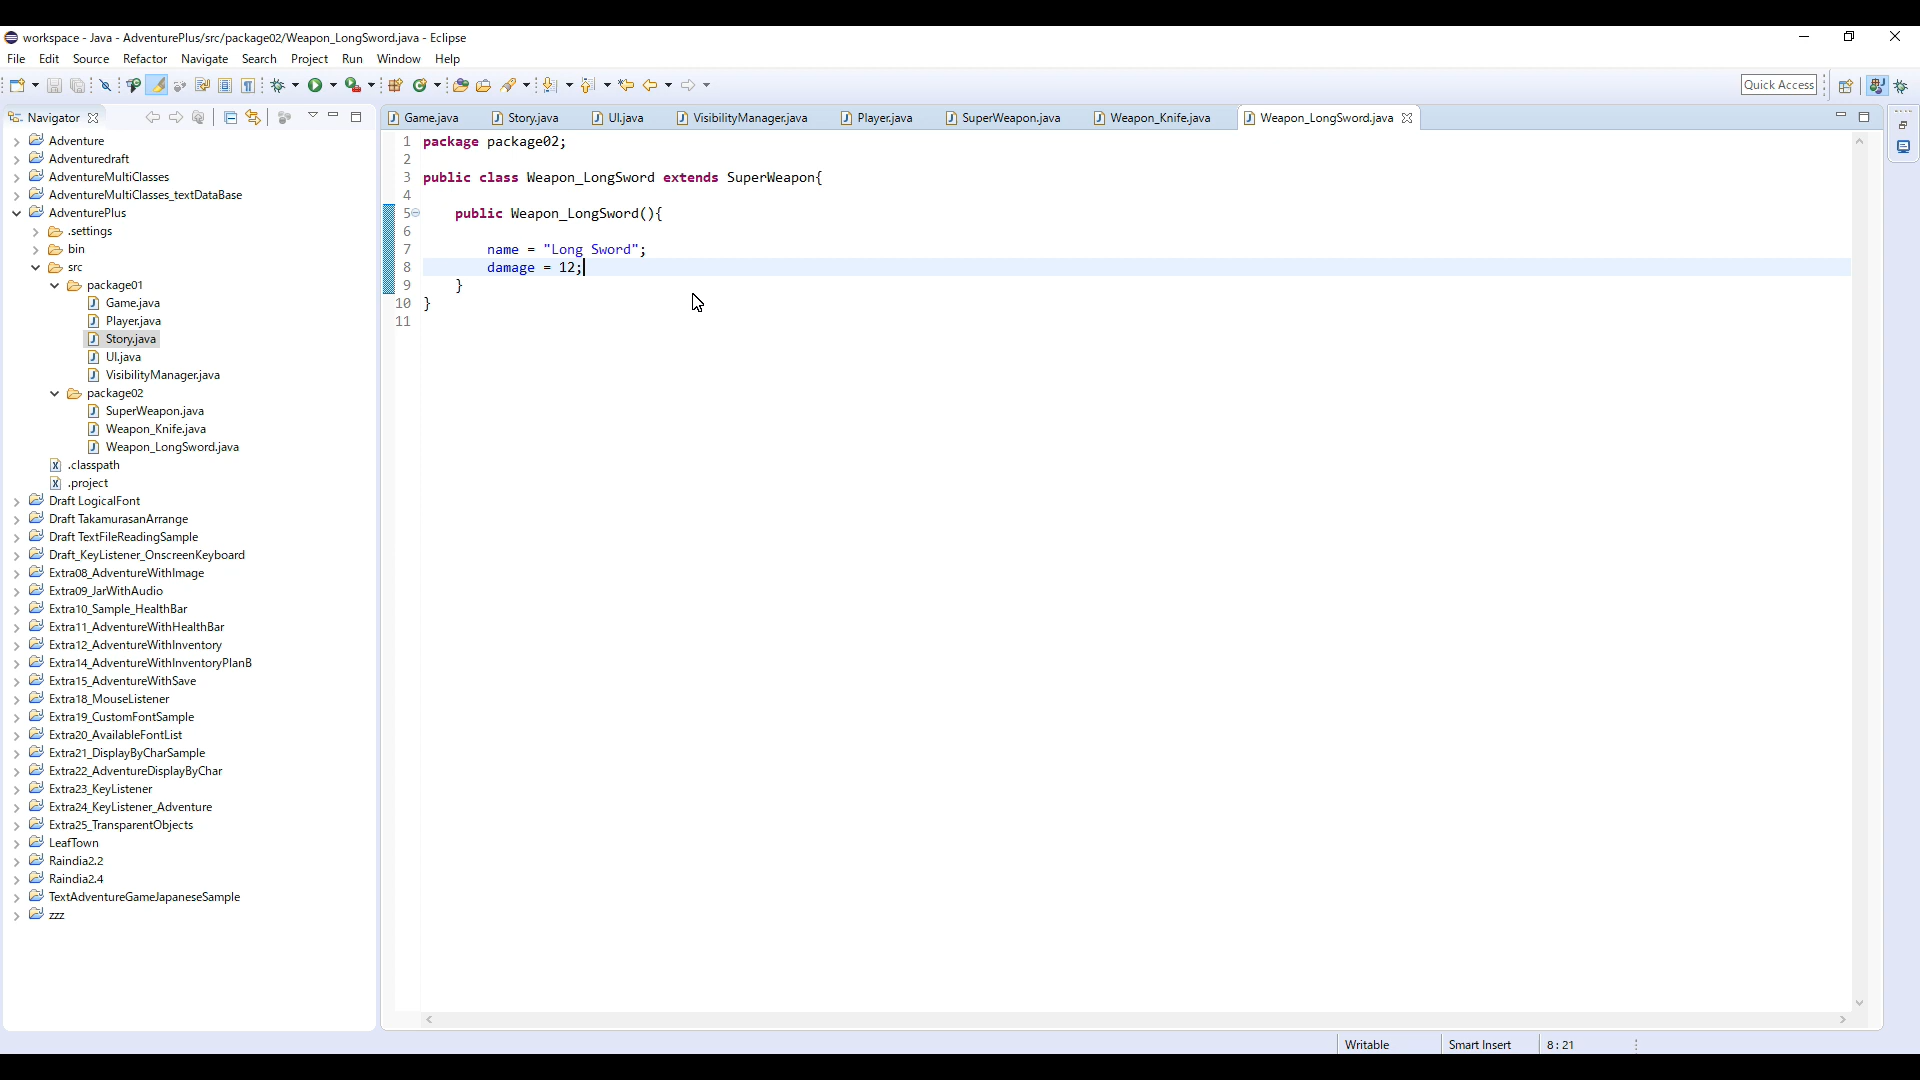 workspace - Java - AdventurePlus/src/package02/Weapon_LongSword.java - Eclipse
File Edit Source Refactor Navigate Search Project Run Window Help
Quick Access
Navigator
Game.java Story.java UI.java VisibilityManager.java Player.java SuperWeapon.java Weapon_Knife.java Weapon_LongSword.java
Adventure
Adventuredraft
AdventureMultiClasses
AdventureMultiClasses_textDataBase
AdventurePlus
.settings
bin
src
package01
Game.java
Player.java
Story.java
UI.java
VisibilityManager.java
package02
SuperWeapon.java
Weapon_Knife.java
Weapon_LongSword.java
.classpath
.project
Draft LogicalFont
Draft TakamurasanArrange
Draft TextFileReadingSample
Draft_KeyListener_OnscreenKeyboard
Extra08_AdventureWithImage
Extra09_JarWithAudio
Extra10_Sample_HealthBar
Extra11_AdventureWithHealthBar
Extra12_AdventureWithInventory
Extra14_AdventureWithInventoryPlanB
Extra15_AdventureWithSave
Extra18_MouseListener
Extra19_CustomFontSample
Extra20_AvailableFontList
Extra21_DisplayByCharSample
Extra22_AdventureDisplayByChar
Extra23_KeyListener
Extra24_KeyListener_Adventure
Extra25_TransparentObjects
LeafTown
Raindia2.2
Raindia2.4
TextAdventureGameJapaneseSample
zzz
1 package package02;
2
3 public class Weapon_LongSword extends SuperWeapon{
4
5 public Weapon_LongSword(){
6
7 name = "Long Sword";
8 damage = 12;
9 }
10 }
11
Writable Smart Insert 8 : 21